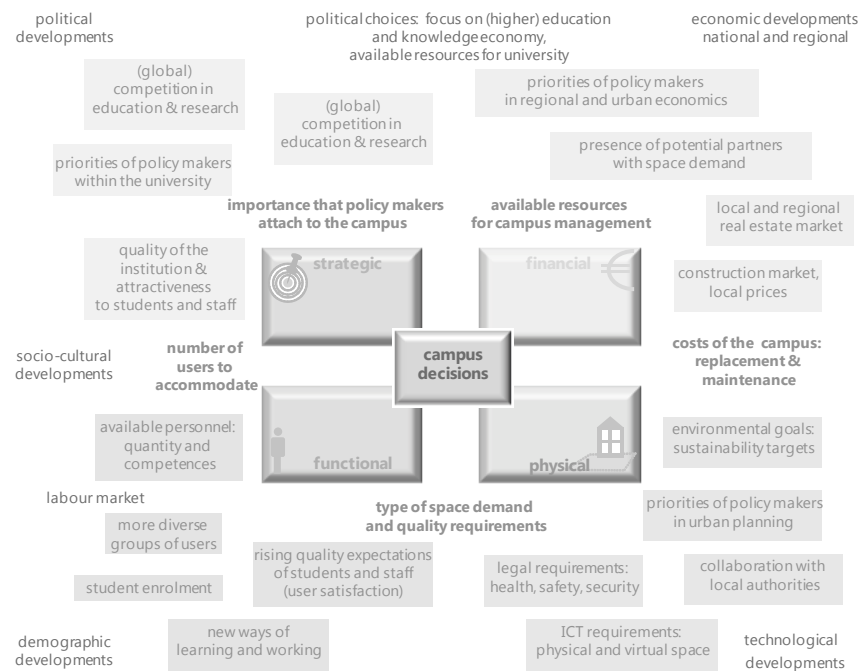 political
developments
political choices: focus on (higher) education
and knowledge economy,
available resources for university
economic developments
national and regional
(global)
competition in
education & research
(global)
competition in
education & research
priorities of policy makers
in regional and urban economics
priorities of policy makers
within the university
presence of potential partners
with space demand
importance that policy makers
attach to the campus
available resources
for campus management
local and regional
real estate market
quality of the
institution &
attractiveness
to students and staff
strategic
financial
construction market,
local prices
socio-cultural
developments
number of
users to
accommodate
campus
decisions
costs of the campus:
replacement &
maintenance
available personnel:
quantity and
competences
functional
physical
environmental goals:
sustainability targets
labour market
type of space demand
and quality requirements
priorities of policy makers
in urban planning
more diverse
groups of users
rising quality expectations
of students and staff
(user satisfaction)
legal requirements:
health, safety, security
collaboration with
local authorities
student enrolment
demographic
developments
new ways of
learning and working
ICT requirements:
physical and virtual space
technological
developments